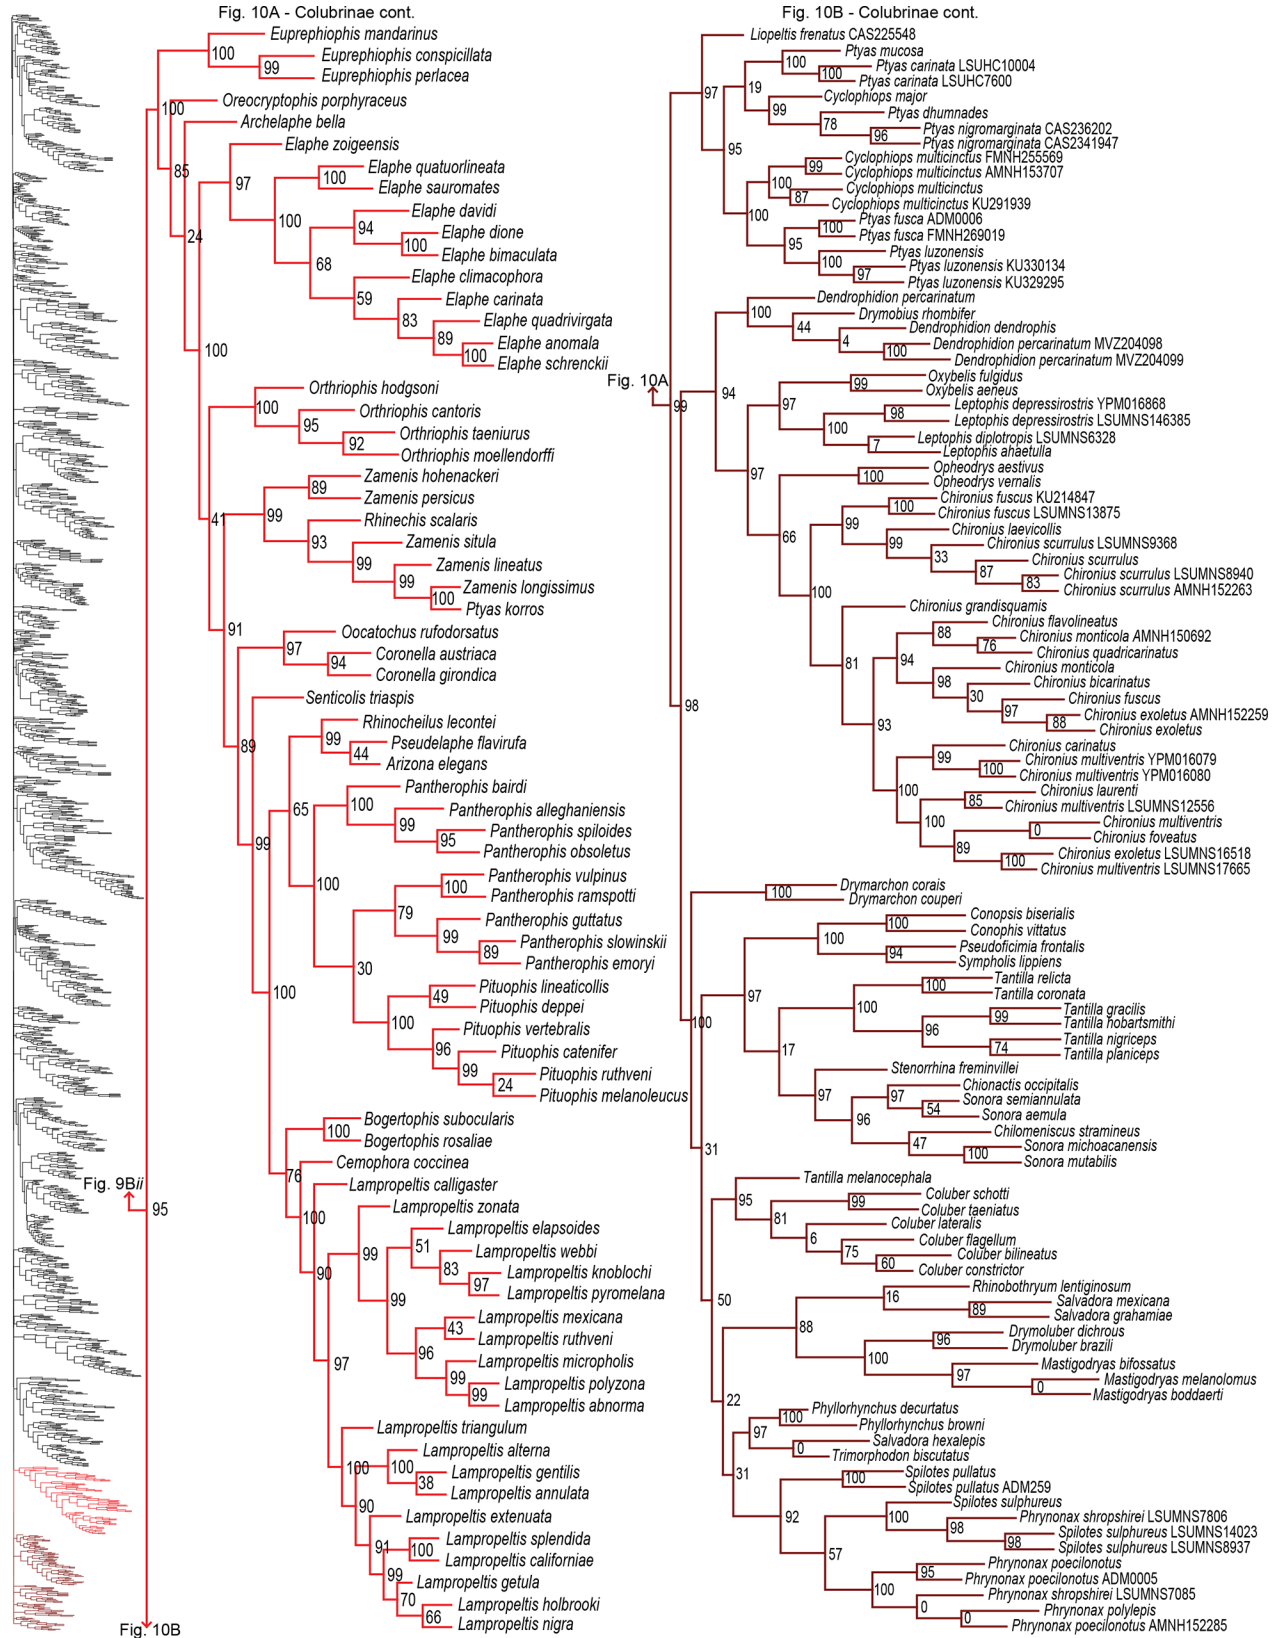 Fig. 10A - Colubrinae cont.
Euprephiophis mandarinus
100
Euprephiophis conspicillata
99
Euprephiophis perlacea
Oreocryptophis porphyraceus
100
Archelaphe bella
Elaphe zoigeensis
85
Elaphe quatuorlineata
97
100
Elaphe sauromates
Elaphe davidi
100
94
Elaphe dione
24
100
Elaphe bimaculata
68
Elaphe climacophora
59
Elaphe carinata
83
Elaphe quadrivirgata
89
Elaphe anomala
100
100
Elaphe schrenckii
Orthriophis hodgsoni
100
Orthriophis cantoris
95
Orthriophis taeniurus
92
Orthriophis moellendorffi
Zamenis hohenackeri
89
Zamenis persicus
41
99
Rhinechis scalaris
93
Zamenis situla
99
Zamenis lineatus
99
Zamenis longissimus
100
Ptyas korros
91
Oocatochus rufodorsatus
97
Coronella austriaca
94
Coronella girondica
Senticolis triaspis
Rhinocheilus lecontei
99
Pseudelaphe flavirufa
89
44
Arizona elegans
Pantherophis bairdi
65
100
Pantherophis alleghaniensis
99
Pantherophis spiloides
99
95
Pantherophis obsoletus
Pantherophis vulpinus
100
100
Pantherophis ramspotti
79
Pantherophis guttatus
99
Pantherophis slowinskii
89
Pantherophis emoryi
30
Pituophis lineaticollis
100
49
Pituophis deppei
100
Pituophis vertebralis
96
Pituophis catenifer
99
Pituophis ruthveni
24
Pituophis melanoleucus
Bogertophis subocularis
100
Bogertophis rosaliae
Cemophora coccinea
76
Lampropeltis calligaster
Fig. 9Bii
95
Lampropeltis zonata
100
Lampropeltis elapsoides
99
51
Lampropeltis webbi
90
83
Lampropeltis knoblochi
97
Lampropeltis pyromelana
99
Lampropeltis mexicana
43
Lampropeltis ruthveni
96
Lampropeltis micropholis
97
99
Lampropeltis polyzona
99
Lampropeltis abnorma
Lampropeltis triangulum
Lampropeltis alterna
100
100
Lampropeltis gentilis
38
Lampropeltis annulata
90
Lampropeltis extenuata
Lampropeltis splendida
91
100
Lampropeltis californiae
99
Lampropeltis getula
70
Lampropeltis holbrooki
66
Lampropeltis nigra
Fig. 10B
Fig. 10B - Colubrinae cont.
Liopeltis frenatus CAS225548
Ptyas mucosa
100
Ptyas carinata LSUHC10004
100
Ptyas carinata LSUHC7600
97
19
Cyclophiops major
99
Ptyas dhumnades
78
Ptyas nigromarginata CAS236202
96
Ptyas nigromarginata CAS2341947
95
Cyclophiops multicinctus FMNH255569
99
Cyclophiops multicinctus AMNH153707
100
Cyclophiops multicinctus
87
Cyclophiops multicinctus KU291939
100
Ptyas fusca ADM0006
100
Ptyas fusca FMNH269019
95
Ptyas luzonensis
100
Ptyas luzonensis KU330134
97
Ptyas luzonensis KU329295
Dendrophidion percarinatum
100
Drymobius rhombifer
44
Dendrophidion dendrophis
4
Dendrophidion percarinatum MVZ204098
100
Dendrophidion percarinatum MVZ204099
Fig. 10A
99
94
Oxybelis fulgidus
99
Oxybelis aeneus
97
Leptophis depressirostris YPM016868
98
Leptophis depressirostris LSUMNS146385
100
Leptophis diplotropis LSUMNS6328
7
Leptophis ahaetulla
97
Opheodrys aestivus
100
Opheodrys vernalis
Chironius fuscus KU214847
100
Chironius fuscus LSUMNS13875
99
66
Chironius laevicollis
99
Chironius scurrulus LSUMNS9368
33
Chironius scurrulus
87
Chironius scurrulus LSUMNS8940
83
Chironius scurrulus AMNH152263
100
Chironius grandisquamis
Chironius flavolineatus
88
Chironius monticola AMNH150692
76
Chironius quadricarinatus
81
94
Chironius monticola
98
Chironius bicarinatus
30
Chironius fuscus
97
Chironius exoletus AMNH152259
88
Chironius exoletus
98
93
Chironius carinatus
99
Chironius multiventris YPM016079
100
Chironius multiventris YPM016080
100
Chironius laurenti
85
Chironius multiventris LSUMNS12556
100
Chironius multiventris
0
Chironius foveatus
89
Chironius exoletus LSUMNS16518
100
Chironius multiventris LSUMNS17665
Drymarchon corais
100
Drymarchon couperi
Conopsis biserialis
100
Conophis vittatus
100
Pseudoficimia frontalis
94
Sympholis lippiens
97
Tantilla relicta
100
Tantilla coronata
100
Tantilla gracilis
99
Tantilla hobartsmithi
100
96
Tantilla nigriceps
74
Tantilla planiceps
17
Stenorrhina freminvillei
97
Chionactis occipitalis
97
Sonora semiannulata
54
Sonora aemula
96
Chilomeniscus stramineus
47
Sonora michoacanensis
100
Sonora mutabilis
31
Tantilla melanocephala
95
Coluber schotti
99
Coluber taeniatus
81
Coluber lateralis
6
Coluber flagellum
75
Coluber bilineatus
60
Coluber constrictor
50
Rhinobothryum lentiginosum
16
Salvadora mexicana
89
Salvadora grahamiae
88
Drymoluber dichrous
96
Drymoluber brazili
100
Mastigodryas bifossatus
97
Mastigodryas melanolomus
0
Mastigodryas boddaerti
22
Phyllorhynchus decurtatus
100
Phyllorhynchus browni
97
Salvadora hexalepis
0
Trimorphodon biscutatus
31
Spilotes pullatus
100
Spilotes pullatus ADM259
92
Spilotes sulphureus
100
Phrynonax shropshirei LSUMNS7806
98
Spilotes sulphureus LSUMNS14023
98
Spilotes sulphureus LSUMNS8937
57
Phrynonax poecilonotus
95
Phrynonax poecilonotus ADM0005
100
Phrynonax shropshirei LSUMNS7085
0
Phrynonax polylepis
0
Phrynonax poecilonotus AMNH152285